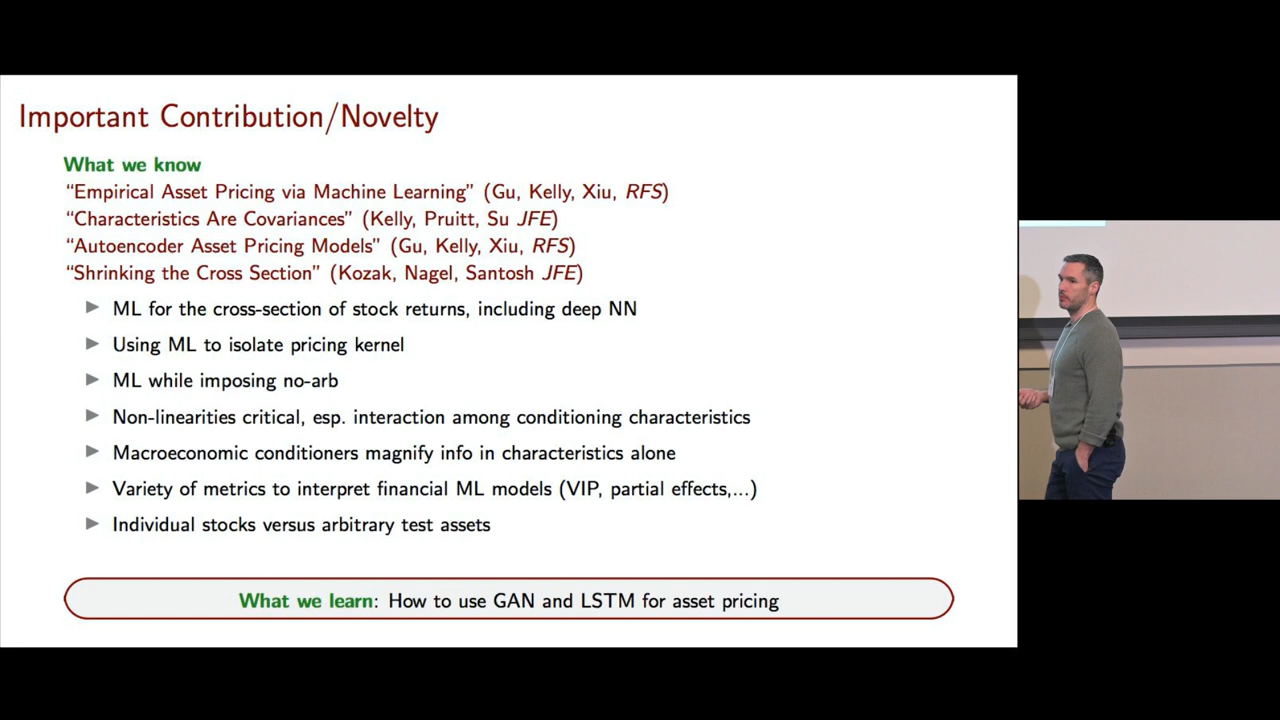 Important Contribution/Novelty
What we know
“Empirical Asset Pricing via Machine Learning” (Gu, Kelly, Xiu, RFS)
“Characteristics Are Covariances” (Kelly, Pruitt, Su JFE)
“Autoencoder Asset Pricing Models” (Gu, Kelly, Xiu, RFS)
“Shrinking the Cross Section” (Kozak, Nagel, Santosh JFE)
▶ ML for the cross-section of stock returns, including deep NN
▶ Using ML to isolate pricing kernel
▶ ML while imposing no-arb
▶ Non-linearities critical, esp. interaction among conditioning characteristics
▶ Macroeconomic conditioners magnify info in characteristics alone
▶ Variety of metrics to interpret financial ML models (VIP, partial effects,...)
▶ Individual stocks versus arbitrary test assets
What we learn: How to use GAN and LSTM for asset pricing